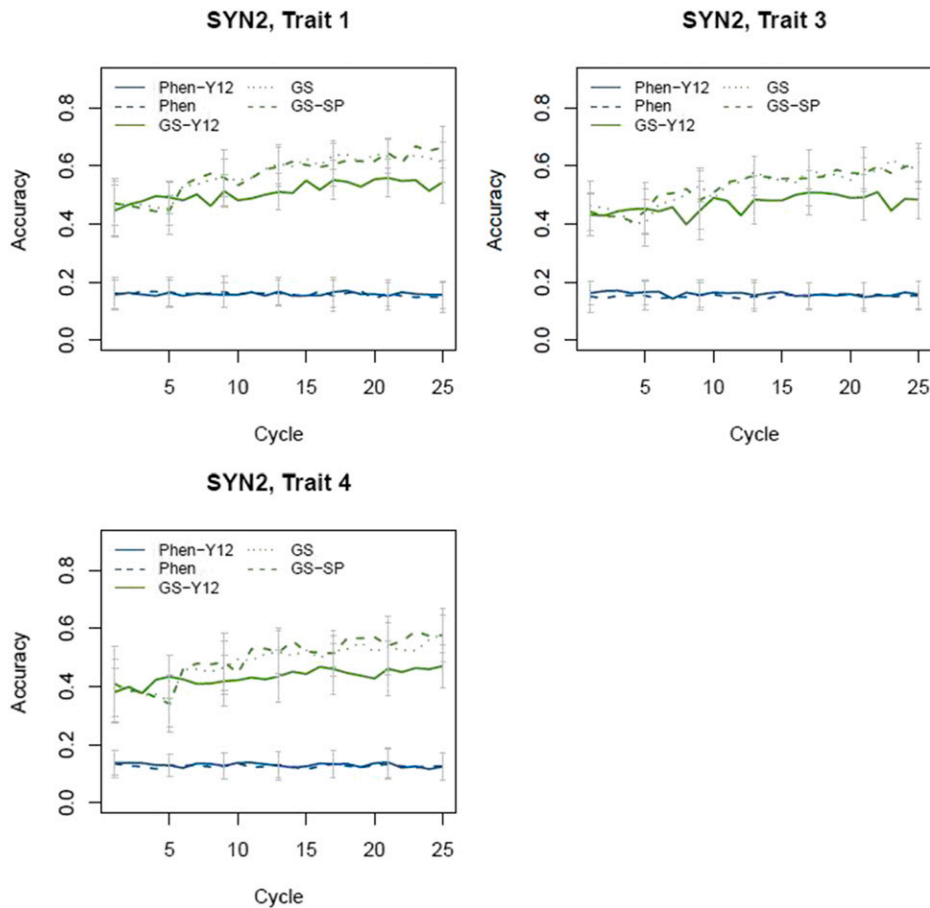 SYN2, Trait 1
Phen-Y12 GS
Phen GS-SP
GS-Y12
Accuracy
0.8
0.6
0.4
0.2
0.0
5 10 15 20 25
Cycle
SYN2, Trait 3
Phen-Y12 GS
Phen GS-SP
GS-Y12
Accuracy
0.8
0.6
0.4
0.2
0.0
5 10 15 20 25
Cycle
SYN2, Trait 4
Phen-Y12 GS
Phen GS-SP
GS-Y12
Accuracy
0.8
0.6
0.4
0.2
0.0
5 10 15 20 25
Cycle